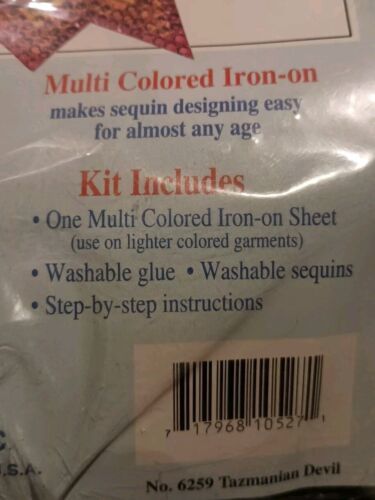 Multi Colored Iron-on
makes sequin designing easy
for almost any age
Kit Includes
• One Multi Colored Iron-on Sheet
(use on lighter colored garments)
• Washable glue • Washable sequins
• Step-by-step instructions
7 17968 10527 1
.S.A.
No. 6259 Tazmanian Devil